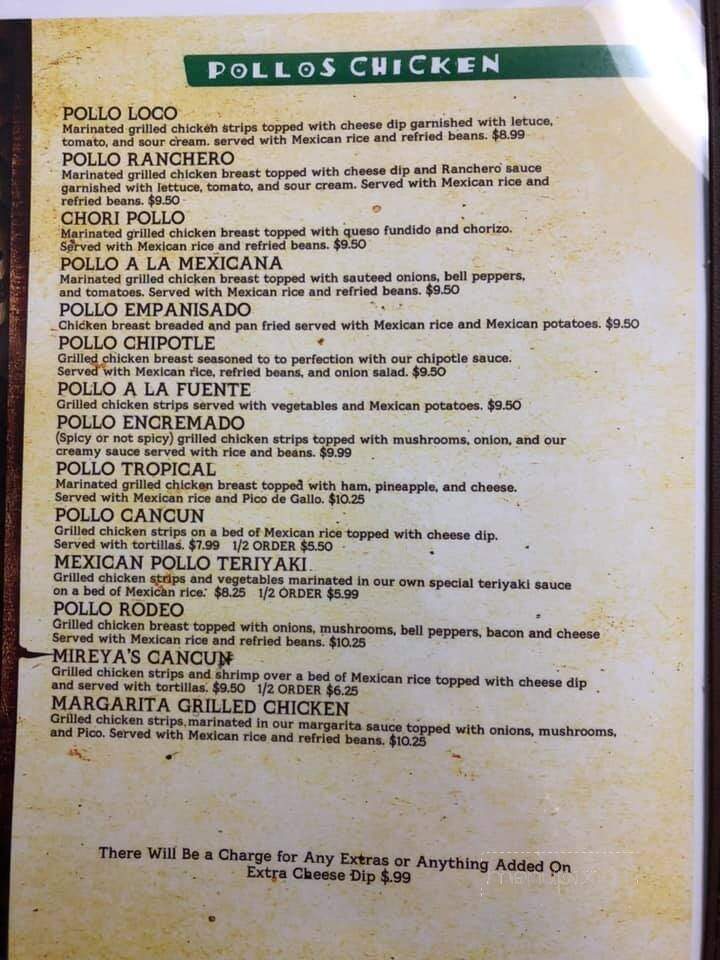 POLLOS CHICKEN
POLLO LOCO
Marinated grilled chicken strips topped with cheese dip garnished with letuce,
tomato, and sour cream. served with Mexican rice and refried beans. $8.99
POLLO RANCHERO
Marinated grilled chicken breast topped with cheese dip and Ranchero sauce
garnished with lettuce, tomato, and sour cream. Served with Mexican rice and
refried beans. $9.50
CHORI POLLO
Marinated grilled chicken breast topped with queso fundido and chorizo.
Served with Mexican rice and refried beans. $9.50
POLLO A LA MEXICANA
Marinated grilled chicken breast topped with sauteed onions, bell peppers,
and tomatoes. Served with Mexican rice and refried beans. $9.50
POLLO EMPANISADO
Chicken breast breaded and pan fried served with Mexican rice and Mexican potatoes. $9.50
POLLO CHIPOTLE
Grilled chicken breast seasoned to to perfection with our chipotle sauce.
Served with Mexican rice, refried beans, and onion salad. $9.50
POLLO A LA FUENTE
Grilled chicken strips served with vegetables and Mexican potatoes. $9.50
POLLO ENCREMADO
(Spicy or not spicy) grilled chicken strips topped with mushrooms, onion, and our
creamy sauce served with rice and beans. $9.99
POLLO TROPICAL
Marinated grilled chicken breast topped with ham, pineapple, and cheese.
Served with Mexican rice and Pico de Gallo. $10.25
POLLO CANCUN
Grilled chicken strips on a bed of Mexican rice topped with cheese dip.
Served with tortillas. $7.99 1/2 ORDER $5.50
MEXICAN POLLO TERIYAKI
Grilled chicken strips and vegetables marinated in our own special teriyaki sauce
on a bed of Mexican rice. $8.25 1/2 ORDER $5.99
POLLO RODEO
Grilled chicken breast topped with onions, mushrooms, bell peppers, bacon and cheese
Served with Mexican rice and refried beans. $10.25
MIREYA'S CANCUN
Grilled chicken strips and shrimp over a bed of Mexican rice topped with cheese dip
and served with tortillas. $9.50 1/2 ORDER $6.25
MARGARITA GRILLED CHICKEN
Grilled chicken strips, marinated in our margarita sauce topped with onions, mushrooms,
and Pico. Served with Mexican rice and refried beans. $10.25
There Will Be a Charge for Any Extras or Anything Added On
Extra Cheese Dip $.99